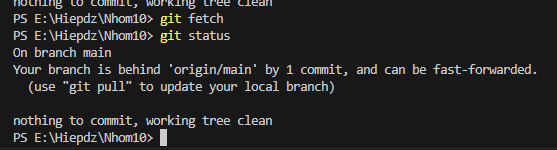 nothing to commit, working tree clean
PS E:\Hiepdz\Nhom10> git fetch
PS E:\Hiepdz\Nhom10> git status
On branch main
Your branch is behind 'origin/main' by 1 commit, and can be fast-forwarded.
  (use "git pull" to update your local branch)

nothing to commit, working tree clean
PS E:\Hiepdz\Nhom10>